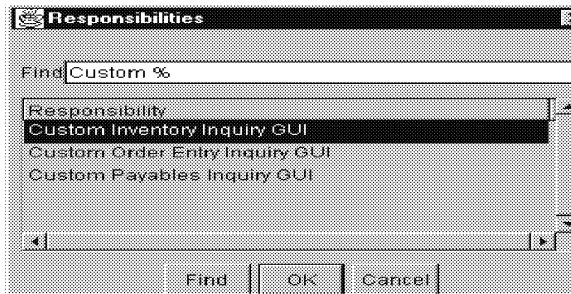 Responsibilities
Find Custom %
Responsibility
Custom Inventory Inquiry GUI
Custom Order Entry Inquiry GUI
Custom Payables Inquiry GUI
Find OK Cancel